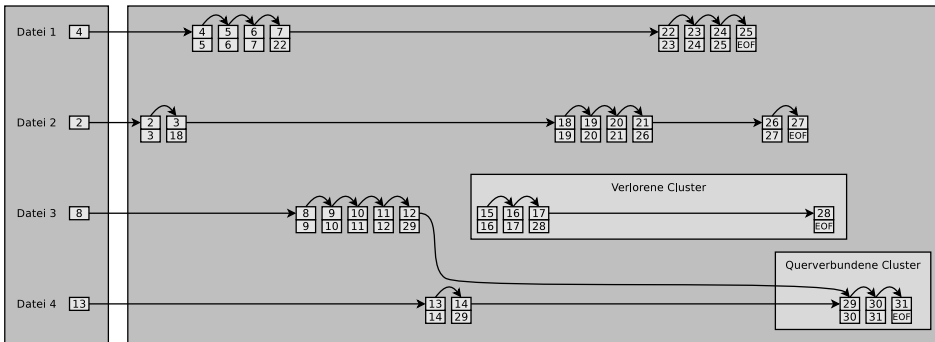 Datei 1 4 4 5 6 7 22 23 24 25
5 6 7 22 23 24 25 EOF
Datei 2 2 2 3 18 19 20 21 26 27
3 18 19 20 21 26 27 EOF
Verlorene Cluster
Datei 3 8 8 9 10 11 12 15 16 17 28
9 10 11 12 29 16 17 28 EOF
Querverbundene Cluster
Datei 4 13 13 14 29 30 31
14 29 30 31 EOF